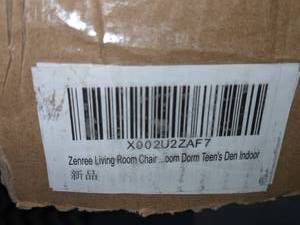 X002U2ZAF7
Zenree Living Room Chair ...oom Dorm Teen's Den Indoor
新品